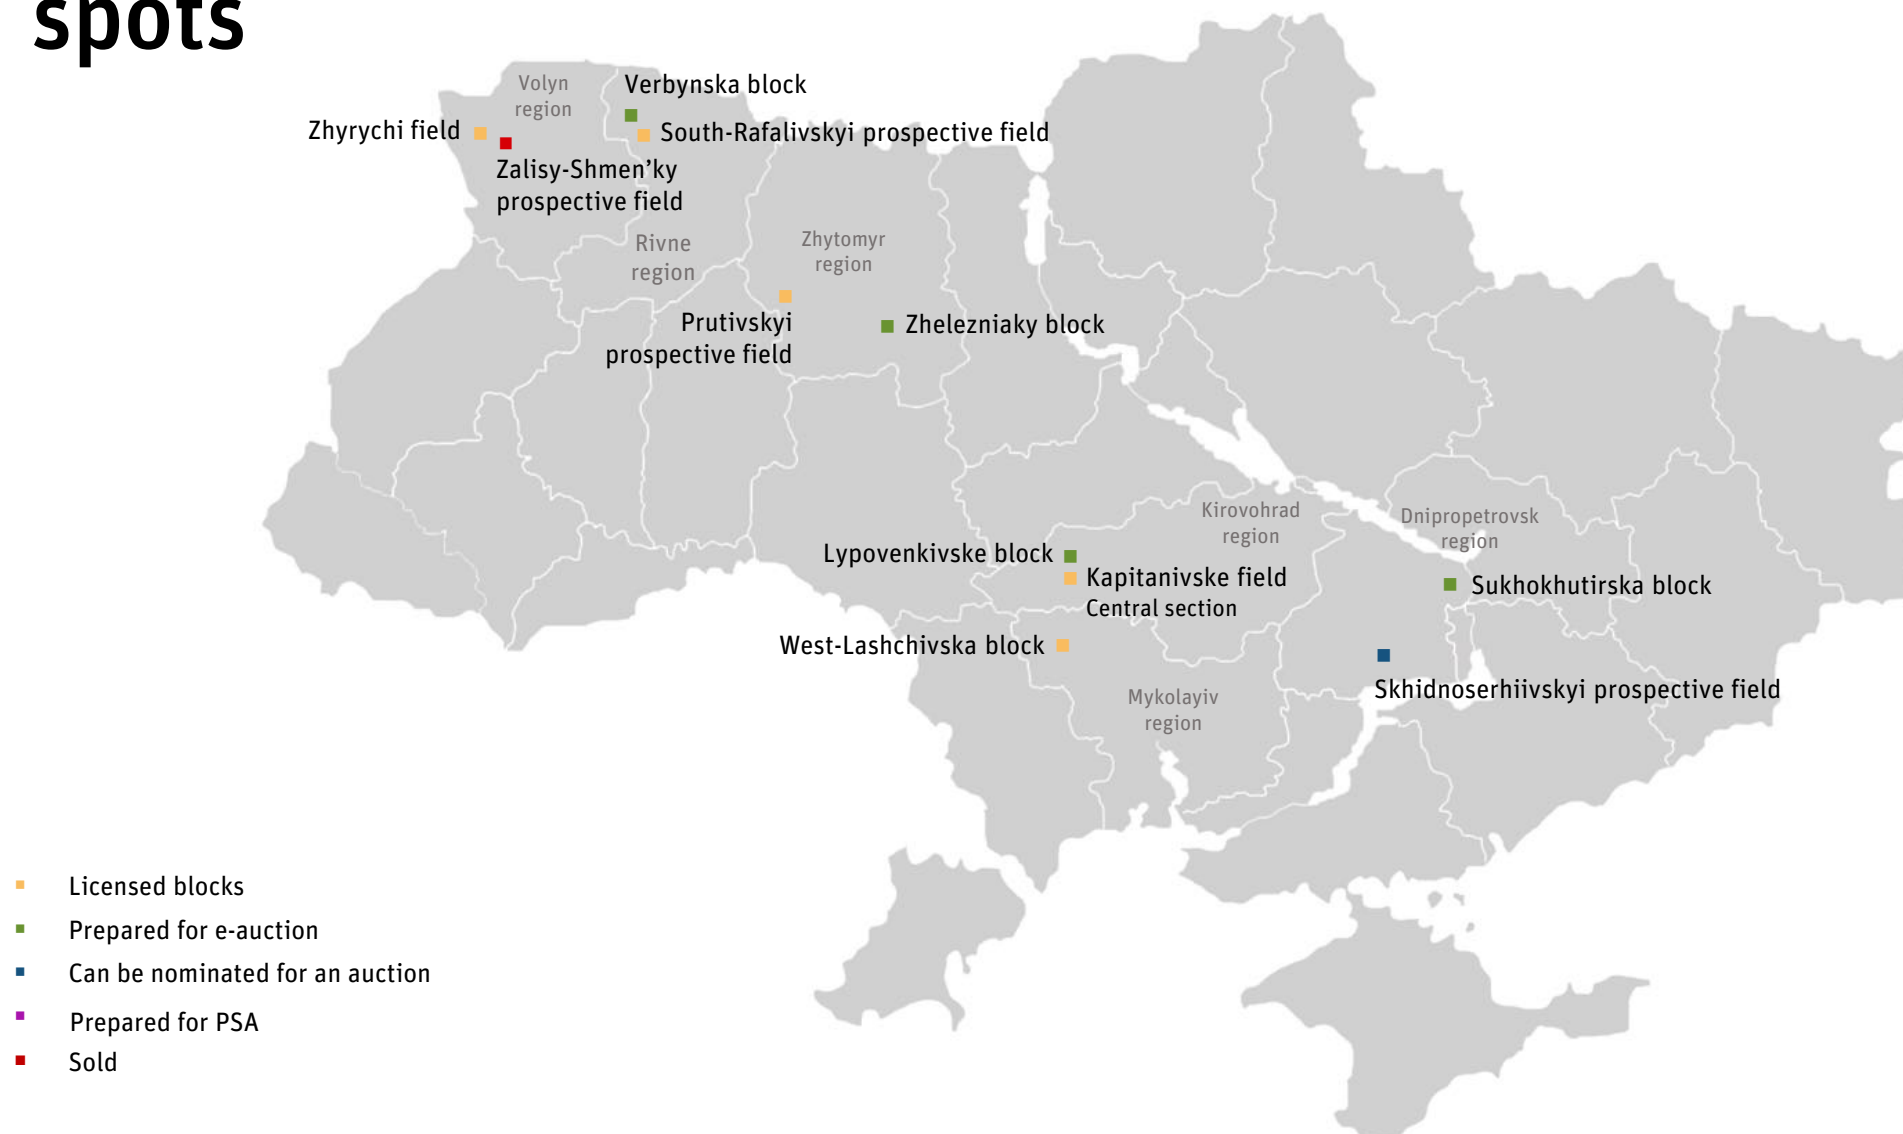 spots
Volyn
region
Verbynska block
Zhyrychi field
South-Rafalivskyi prospective field
Zalisy-Shmen’ky
prospective field
Rivne
region
Zhytomyr
region
Prutivskyi
prospective field
Zhelezniaky block
Kirovohrad
region
Dnipropetrovsk
region
Lypovenkivske block
Kapitanivske field
Central section
Sukhokhutirska block
West-Lashchivska block
Skhidnoserhiivskyi prospective field
Mykolayiv
region
Licensed blocks
Prepared for e-auction
Can be nominated for an auction
Prepared for PSA
Sold